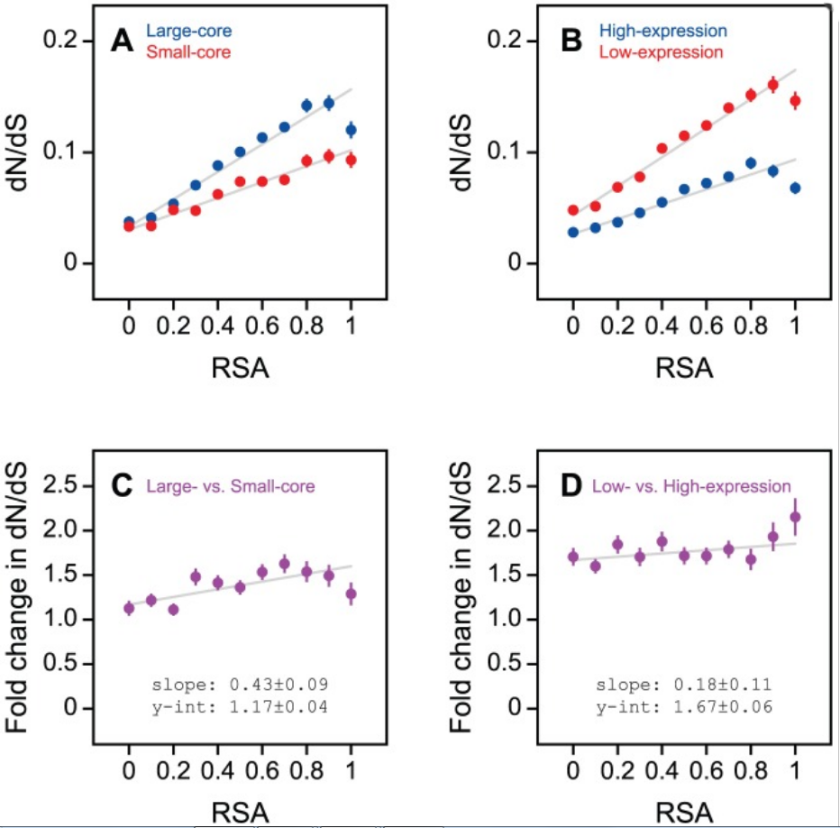 A
Large-core
Small-core
dN/dS
0.2
0.1
0
0 0.2 0.4 0.6 0.8 1
RSA
B
High-expression
Low-expression
dN/dS
0.2
0.1
0
0 0.2 0.4 0.6 0.8 1
RSA
C
Large- vs. Small-core
Fold change in dN/dS
2.5
2.0
1.5
1.0
0.5
0
slope: 0.43±0.09
y-int: 1.17±0.04
0 0.2 0.4 0.6 0.8 1
RSA
D
Low- vs. High-expression
Fold change in dN/dS
2.5
2.0
1.5
1.0
0.5
0
slope: 0.18±0.11
y-int: 1.67±0.06
0 0.2 0.4 0.6 0.8 1
RSA